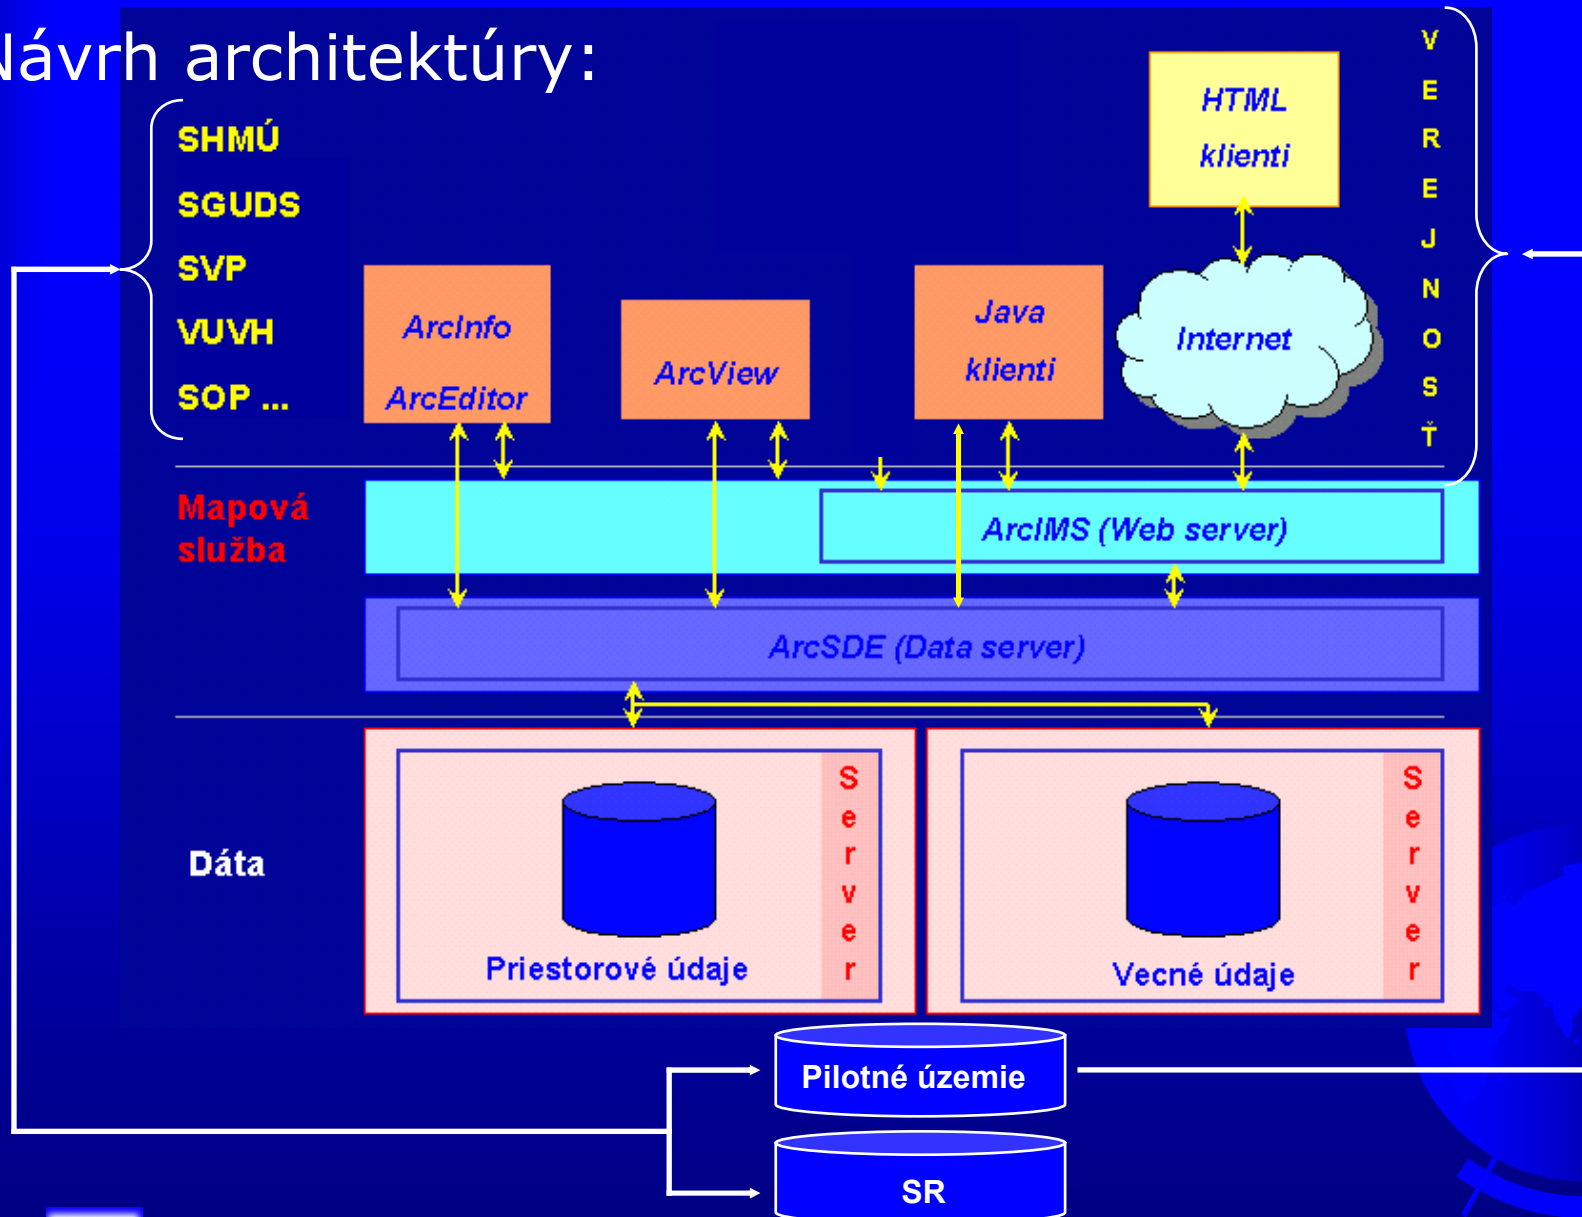 Návrh architektúry:
SHMÚ
SGUDS
SVP
VUVH
SOP ...
HTML
klienti
VEREJNOSŤ
ArcInfo
ArcEditor
ArcView
Java
klienti
Internet
Mapová
služba
ArcIMS (Web server)
ArcSDE (Data server)
Dáta
Priestorové údaje
Server
Vecné údaje
Server
Pilotné územie
SR